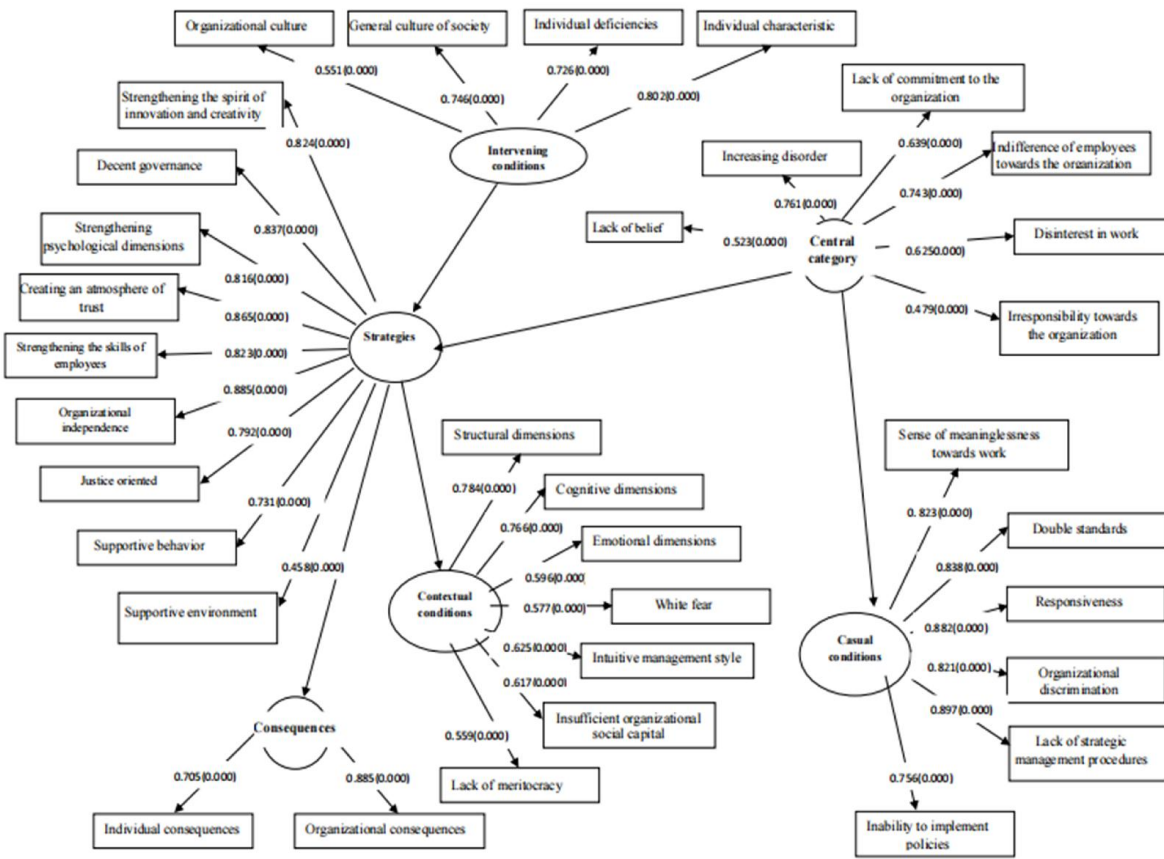 Organizational culture
General culture of society
Individual deficiencies
Individual characteristic
0.551(0.000)
0.746(0.000)
0.726(0.000)
0.802(0.000)
Intervening
conditions
Strengthening the spirit of
innovation and creativity
0.824(0.000)
Decent governance
0.837(0.000)
Strengthening
psychological dimensions
0.816(0.000)
Creating an atmosphere of
trust
0.865(0.000)
Strengthening the skills of
employees
0.823(0.000)
Organizational
independence
0.885(0.000)
Justice oriented
0.792(0.000)
Supportive behavior
0.731(0.000)
Supportive environment
0.458(0.000)
Strategies
Lack of commitment to the
organization
0.639(0.000)
Increasing disorder
0.761(0.000)
Indifference of employees
towards the organization
0.743(0.000)
Lack of belief
0.523(0.000)
Central
category
Disinterest in work
0.6250.000)
Irresponsibility towards
the organization
0.479(0.000)
Structural dimensions
0.784(0.000)
Cognitive dimensions
0.766(0.000)
Emotional dimensions
0.596(0.000)
White fear
0.577(0.000)
Intuitive management style
0.625(0.000)
Insufficient organizational
social capital
0.617(0.000)
Lack of meritocracy
0.559(0.000)
Contextual
conditions
Sense of meaninglessness
towards work
0.823(0.000)
Double standards
0.838(0.000)
Responsiveness
0.882(0.000)
Organizational
discrimination
0.821(0.000)
Lack of strategic
management procedures
0.897(0.000)
Inability to implement
policies
0.756(0.000)
Casual
conditions
Consequences
0.705(0.000)
0.885(0.000)
Individual consequences
Organizational consequences